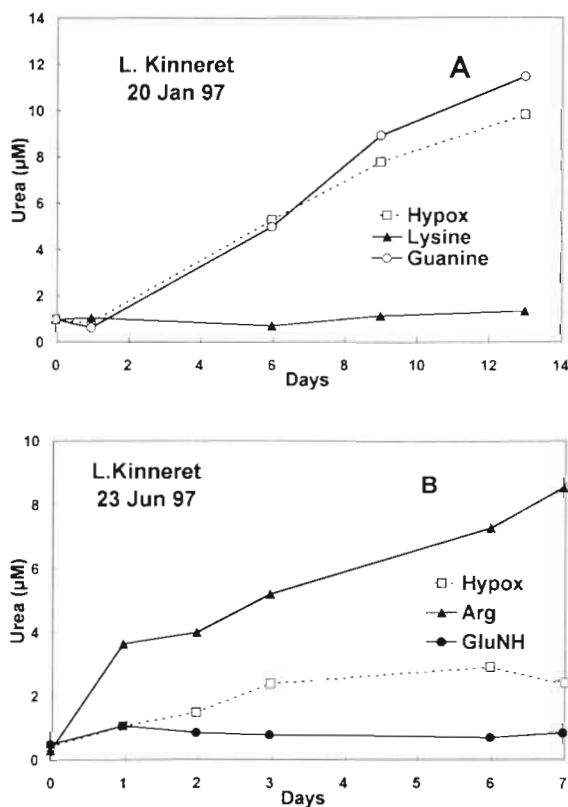 14
L. Kinneret
20 Jan 97
A
12
10
8
6
4
2
0
Urea (µM)
Hypox
Lysine
Guanine
0 2 4 6 8 10 12 14
Days
10
L.Kinneret
23 Jun 97
B
8
6
4
2
0
Urea (µM)
Hypox
Arg
GluNH
0 1 2 3 4 5 6 7
Days